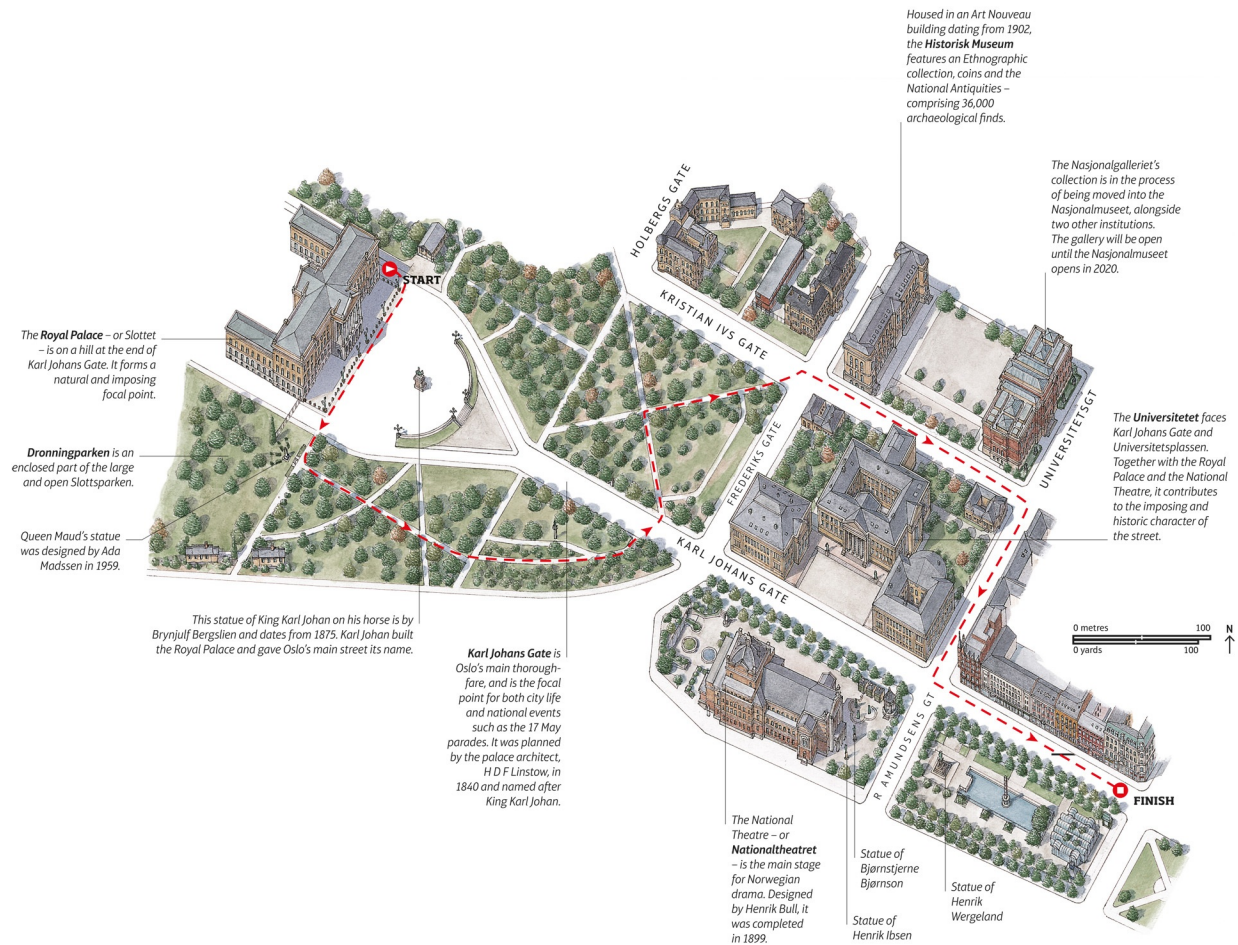 Housed in an Art Nouveau
building dating from 1902,
the Historisk Museum
features an Ethnographic
collection, coins and the
National Antiquities –
comprising 36,000
archaeological finds.
The Nasjonalgalleriet's
collection is in the process
of being moved into the
Nasjonalmuseet, alongside
two other institutions.
The gallery will be open
until the Nasjonalmuseet
opens in 2020.
HOLBERGS GATE
START
KRISTIAN IVS GATE
The Royal Palace – or Slottet
– is on a hill at the end of
Karl Johans Gate. It forms a
natural and imposing
focal point.
UNIVERSITETSGT
The Universitetet faces
Karl Johans Gate and
Universitetsplassen.
Together with the Royal
Palace and the National
Theatre, it contributes
to the imposing and
historic character of
the street.
FREDERIKS GATE
Dronningparken is an
enclosed part of the large
and open Slottsparken.
Queen Maud's statue
was designed by Ada
Madssen in 1959.
KARL JOHANS GATE
This statue of King Karl Johan on his horse is by
Brynjulf Bergslien and dates from 1875. Karl Johan built
the Royal Palace and gave Oslo's main street its name.
0 metres 100
0 yards 100
N
Karl Johans Gate is
Oslo's main thorough-
fare, and is the focal
point for both city life
and national events
such as the 17 May
parades. It was planned
by the palace architect,
H D F Linstow, in
1840 and named after
King Karl Johan.
R AMUNDSENS GT
FINISH
The National
Theatre – or
Nationaltheatret
– is the main stage
for Norwegian
drama. Designed
by Henrik Bull, it
was completed
in 1899.
Statue of
Bjørnstjerne
Bjørnson
Statue of
Henrik Ibsen
Statue of
Henrik
Wergeland